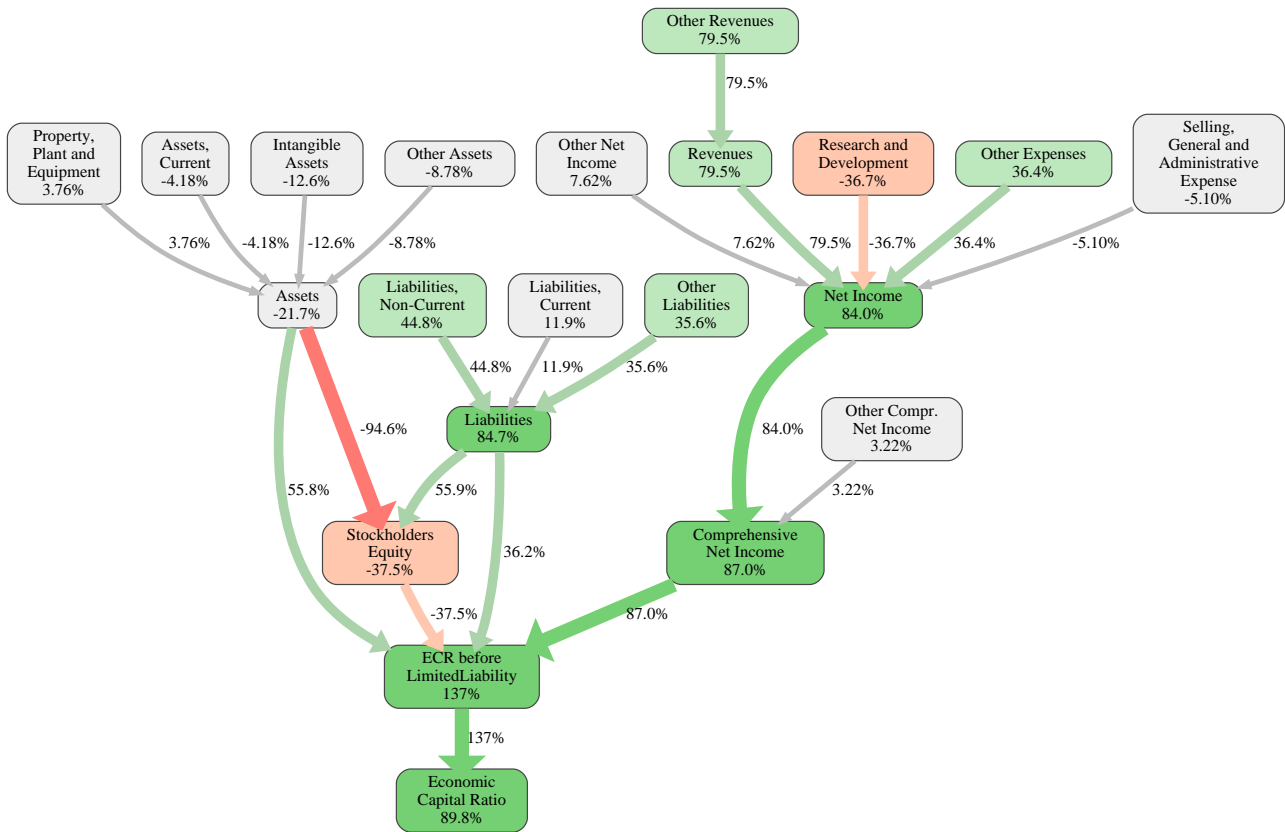 Other Revenues
79.5%
79.5%
Property,
Plant and
Equipment
3.76%
Assets,
Current
-4.18%
Intangible
Assets
-12.6%
Other Assets
-8.78%
Other Net
Income
7.62%
Revenues
79.5%
Research and
Development
-36.7%
Other Expenses
36.4%
Selling,
General and
Administrative
Expense
-5.10%
3.76%
-4.18%
-12.6%
-8.78%
7.62%
79.5%
-36.7%
36.4%
-5.10%
Assets
-21.7%
Liabilities,
Non-Current
44.8%
Liabilities,
Current
11.9%
Other
Liabilities
35.6%
Net Income
84.0%
44.8%
11.9%
35.6%
Liabilities
84.7%
-94.6%
84.0%
Other Compr.
Net Income
3.22%
55.8%
55.9%
3.22%
Stockholders
Equity
-37.5%
36.2%
Comprehensive
Net Income
87.0%
-37.5%
87.0%
ECR before
LimitedLiability
137%
137%
Economic
Capital Ratio
89.8%